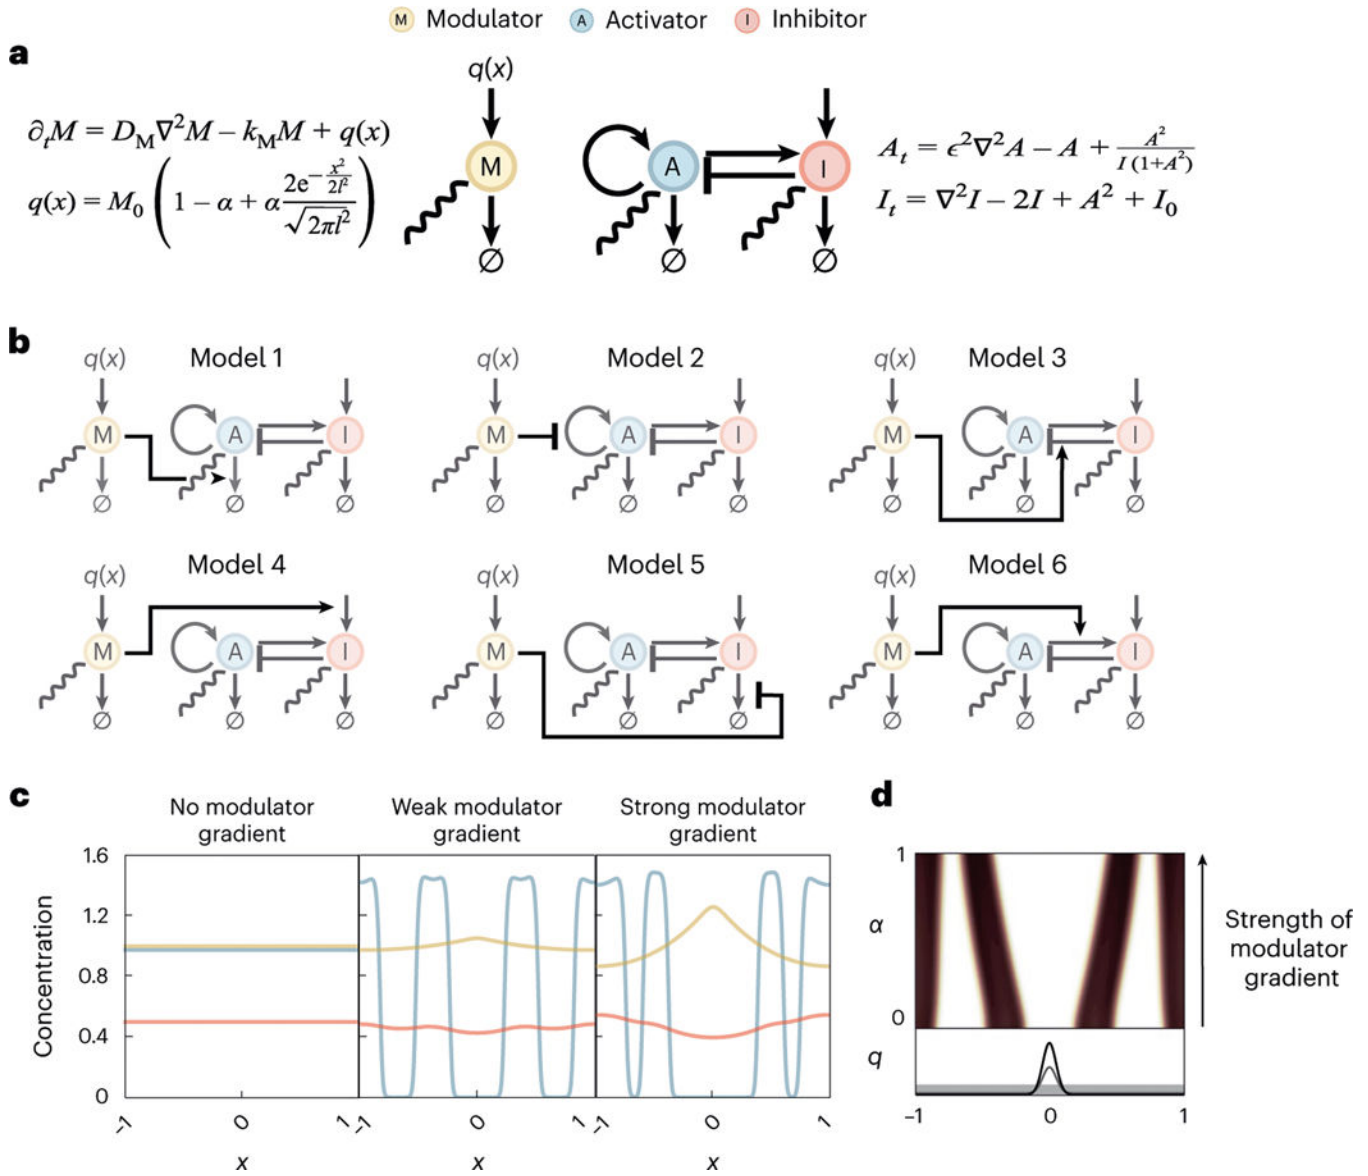 M Modulator A Activator I Inhibitor
a
q(x)
∂ₜM = D_M∇²M – k_M M + q(x)
q(x) = M₀ (1 – α + α 2e^(–x²/2l²) / √(2πl²))
M
A
I
Aₜ = ϵ²∇²A – A + A² / I (1+A²)
Iₜ = ∇²I – 2I + A² + I₀
∅ ∅ ∅
b
Model 1 Model 2 Model 3
q(x) q(x) q(x)
M A I M A I M A I
∅ ∅ ∅ ∅ ∅ ∅ ∅ ∅ ∅
Model 4 Model 5 Model 6
q(x) q(x) q(x)
M A I M A I M A I
∅ ∅ ∅ ∅ ∅ ∅ ∅ ∅ ∅
c
No modulator
gradient
Weak modulator
gradient
Strong modulator
gradient
Concentration
1.6
1.2
0.8
0.4
0
-1 0 1 -1 0 1 -1 0 1
x x x
d
1
α
0
q
–1 0 1
Strength of
modulator
gradient